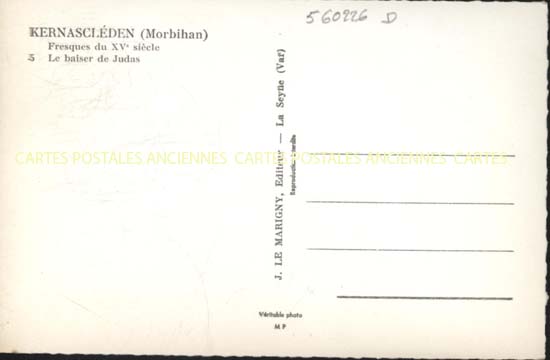 KERNASCLÉDEN (Morbihan)
Fresques du XVe siècle
5 Le baiser de Judas
560226 D
J. LE MARIGNY, Editeur — La Seyne (Var)
Reproduction interdite
CARTES POSTALES ANCIENNES CARTES POSTALES ANCIENNES CARTES
Véritable photo
M P